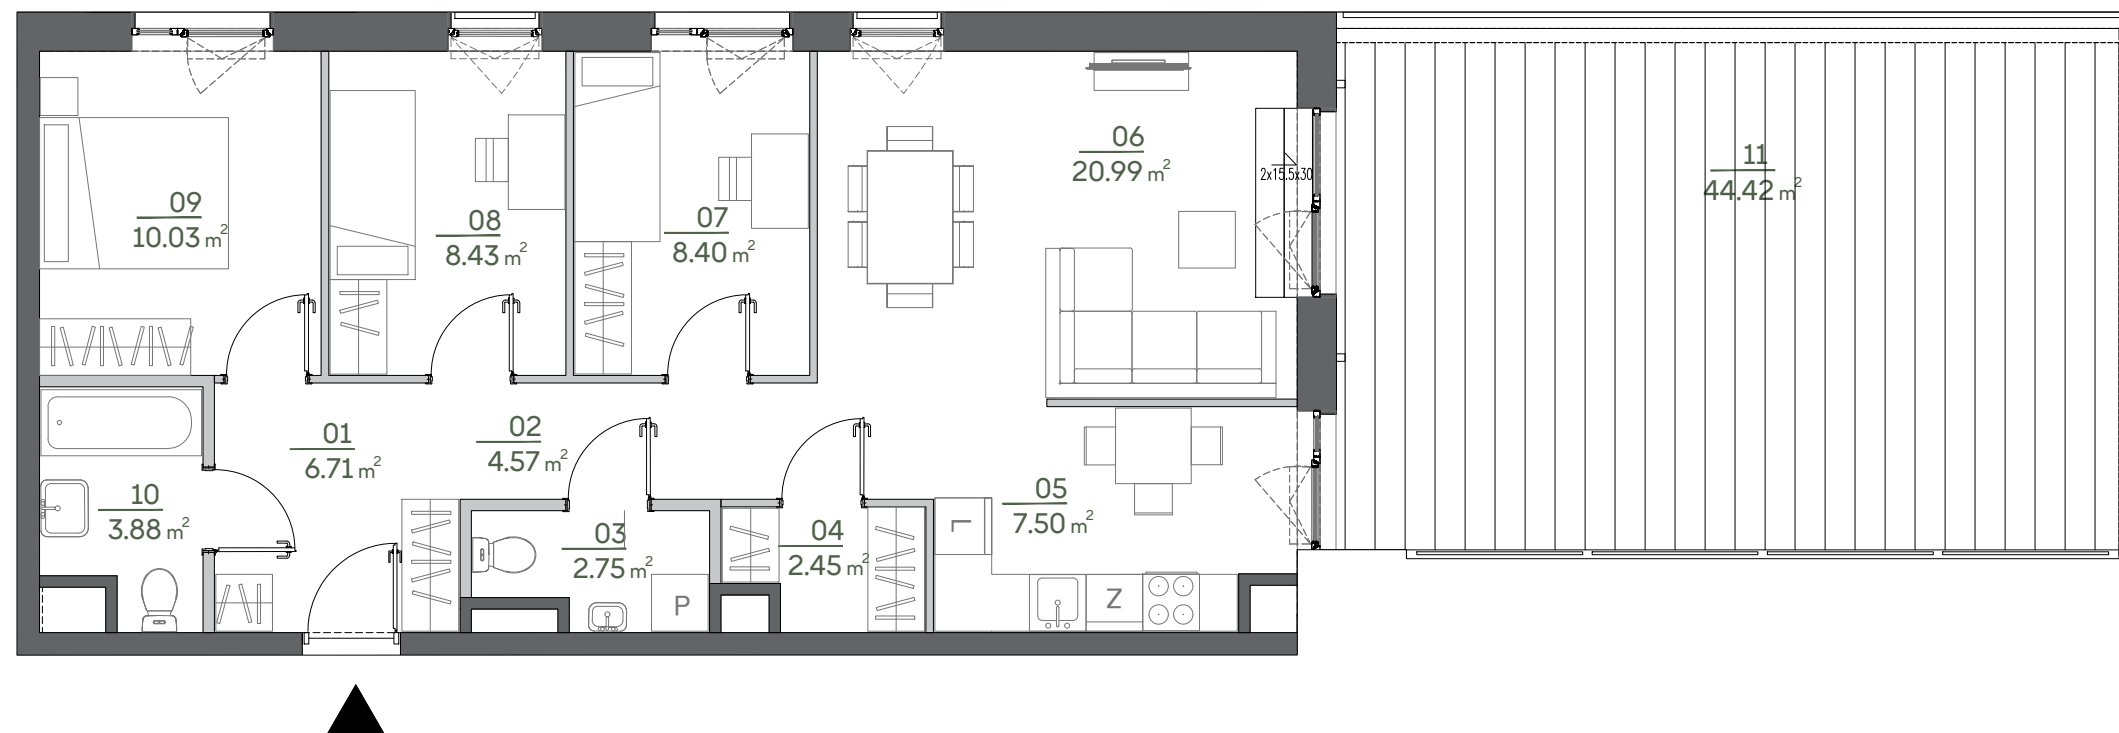 06
20.99 m²
2x15.5x30
11
44.42 m²
09
10.03 m²
08
8.43 m²
07
8.40 m²
01
6.71 m²
02
4.57 m²
10
3.88 m²
03
2.75 m²
P
04
2.45 m²
L
05
7.50 m²
Z